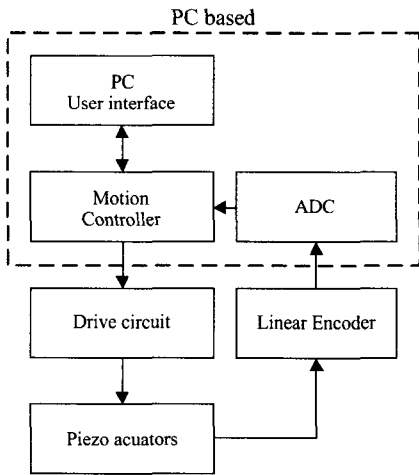 PC based
PC
User interface
Motion
Controller
ADC
Drive circuit
Linear Encoder
Piezo acuators